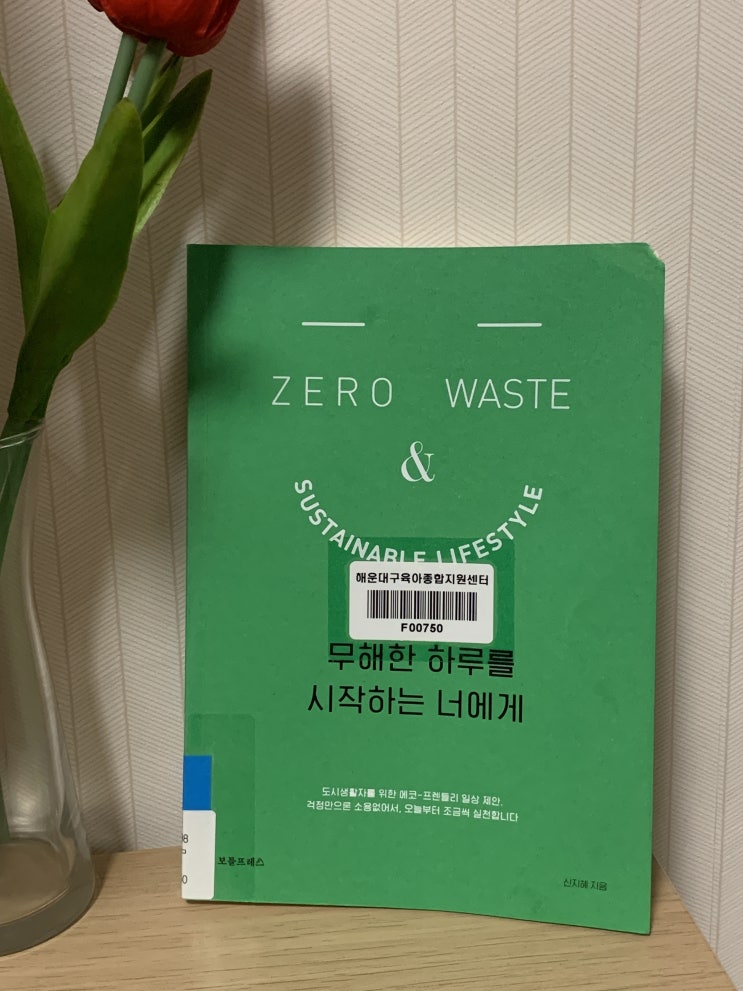 ZERO WASTE
&
SUSTAINABLE LIFESTYLE
해운대구육아종합지원센터
F00750
무해한 하루를
시작하는 너에게
도시생활자를 위한 에코-프렌들리 일상 제안.
걱정만으론 소용없어서, 오늘부터 조금씩 실천합니다
8
0
보틀프레스
신지혜 지음